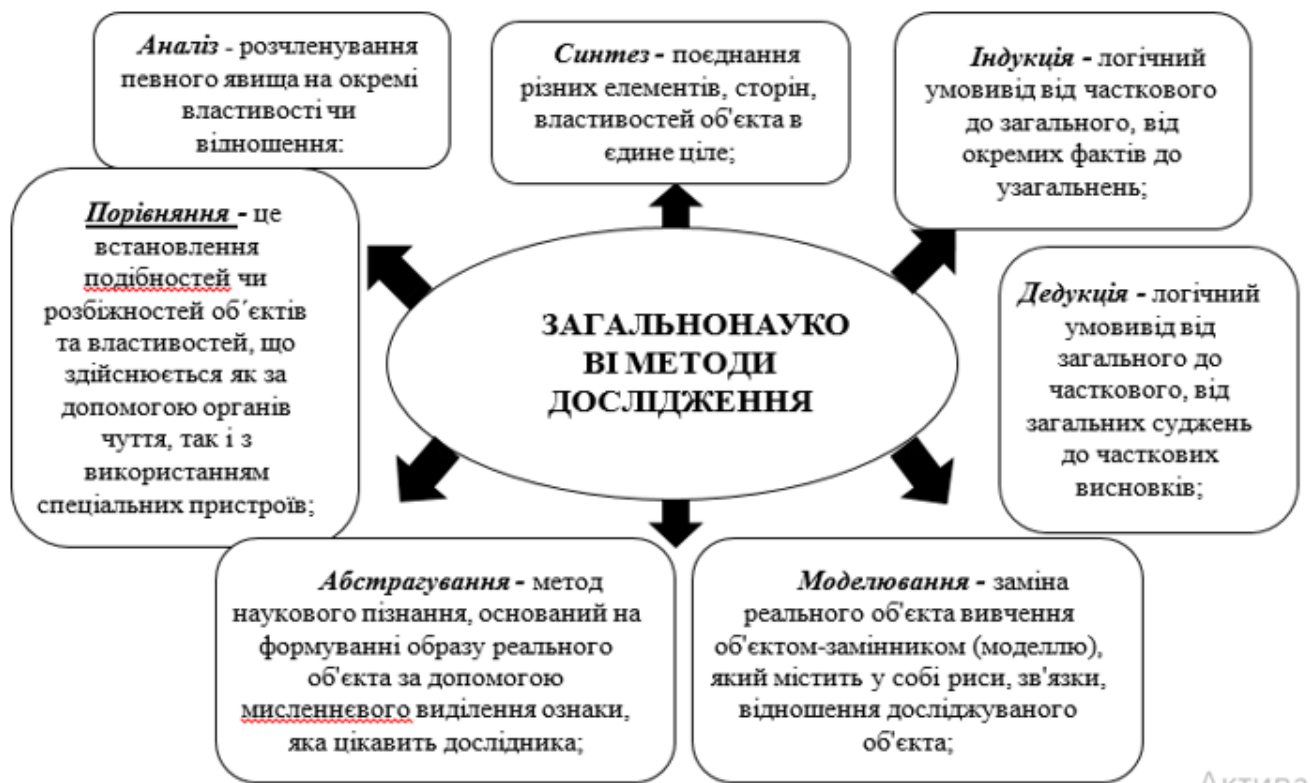 Аналіз - розчленування
певного явища на окремі
властивості чи
відношення:
Синтез - поєднання
різних елементів, сторін,
властивостей об'єкта в
єдине ціле;
Індукція - логічний
умовивід від часткового
до загального, від
окремих фактів до
узагальнень;
Порівняння - це
встановлення
подібностей чи
розбіжностей об´єктів
та властивостей, що
здійснюється як за
допомогою органів
чуття, так і з
використанням
спеціальних пристроїв;
ЗАГАЛЬНОНАУКО
ВІ МЕТОДИ
ДОСЛІДЖЕННЯ
Дедукція - логічний
умовивід від
загального до
часткового, від
загальних суджень
до часткових
висновків;
Абстрагування - метод
наукового пізнання, оснований на
формуванні образу реального
об'єкта за допомогою
мисленнєвого виділення ознаки,
яка цікавить дослідника;
Моделювання - заміна
реального об'єкта вивчення
об'єктом-замінником (моделлю),
який містить у собі риси, зв'язки,
відношення досліджуваного
об'єкта;